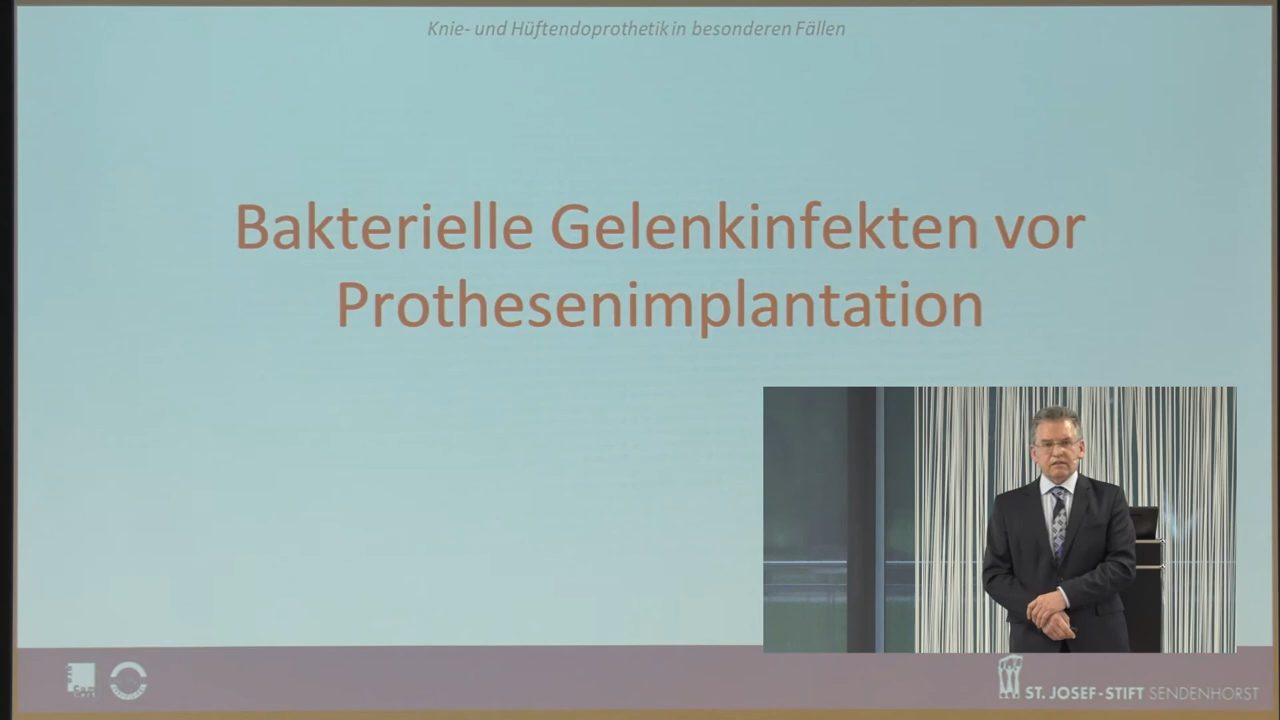 Knie- und Hüftendoprothetik in besonderen Fällen
Bakterielle Gelenkinfekten vor
Prothesenimplantation
ST. JOSEF-STIFT SENDENHORST